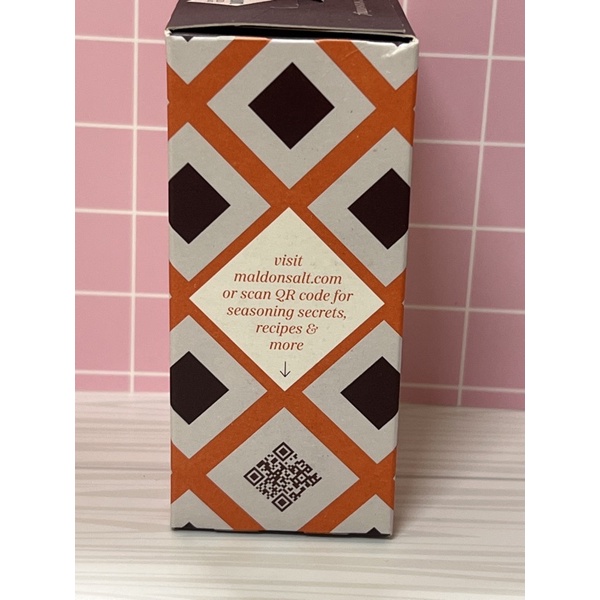 visit
maldonsalt.com
or scan QR code for
seasoning secrets,
recipes &
more